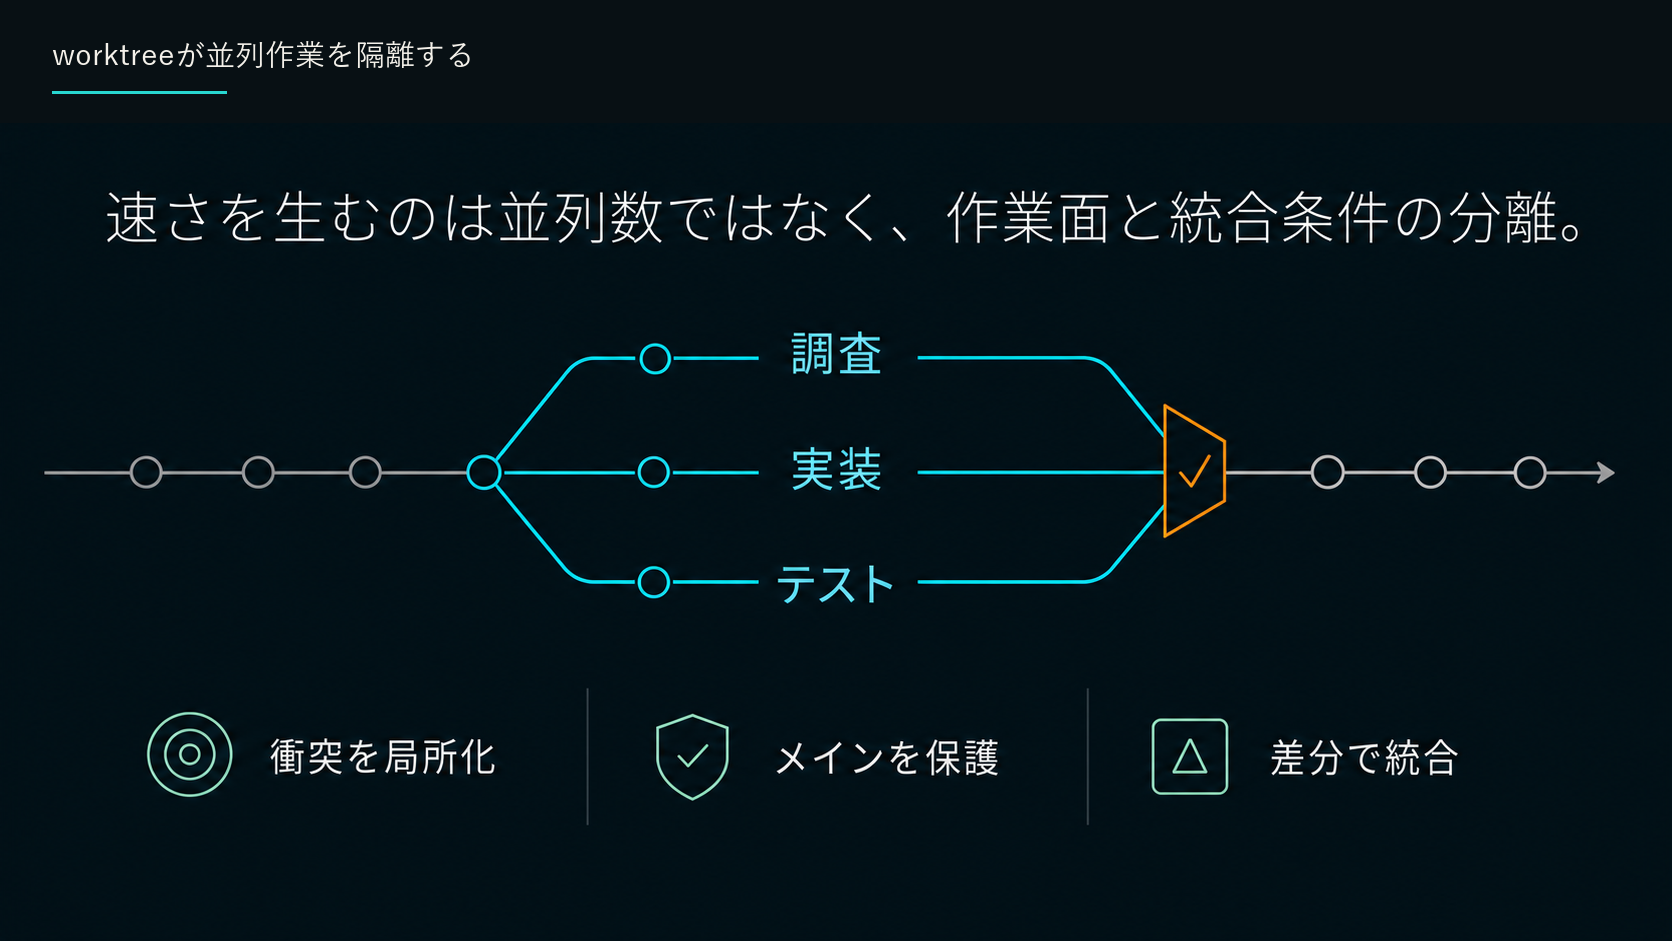 worktreeが並列作業を隔離する
速さを生むのは並列数ではなく、作業面と統合条件の分離。
調査
実装
テスト
衝突を局所化
メインを保護
差分で統合